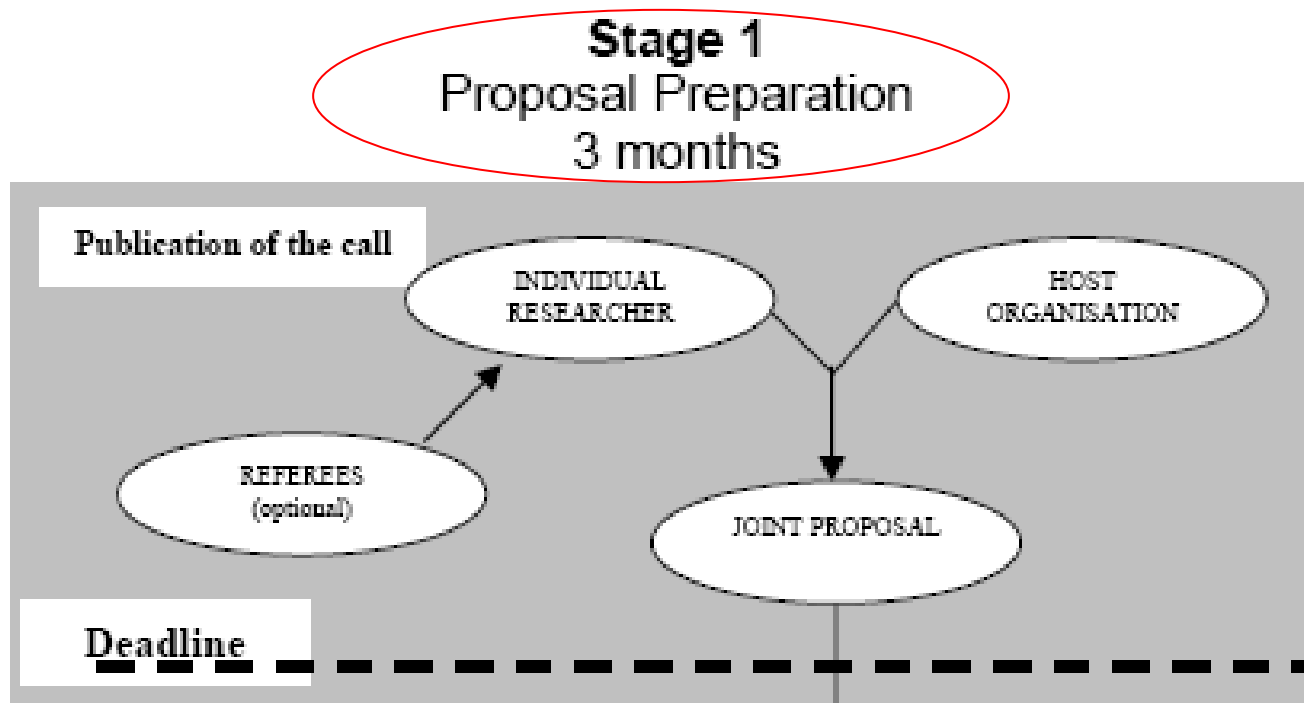 Stage 1
Proposal Preparation
3 months
Publication of the call
INDIVIDUAL
RESEARCHER
HOST
ORGANISATION
REFEREES
(optional)
JOINT PROPOSAL
Deadline